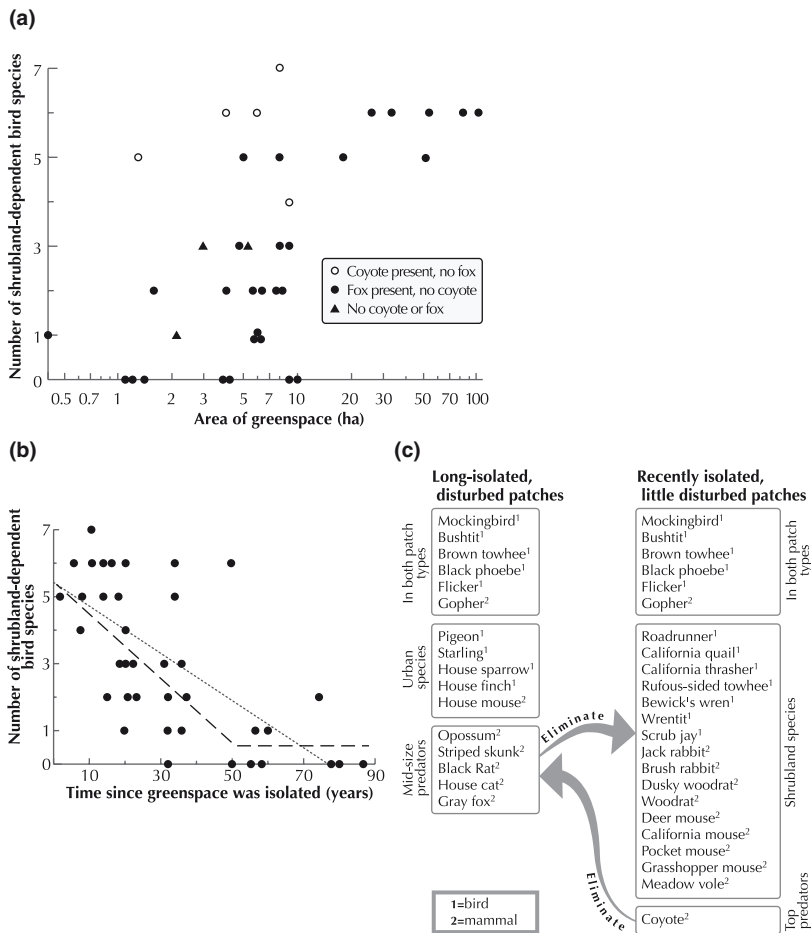 (a)
Number of shrubland-dependent bird species
7
5
3
1
0
Coyote present, no fox
Fox present, no coyote
No coyote or fox
0.5 0.7 1 2 3 5 7 10 20 30 50 70 100
Area of greenspace (ha)
(b)
Number of shrubland-dependent
bird species
7
5
3
1
0
10 30 50 70 90
Time since greenspace was isolated (years)
(c)
Long-isolated,
disturbed patches
In both patch
types
Mockingbird¹
Bushtit¹
Brown towhee¹
Black phoebe¹
Flicker¹
Gopher²
Urban
species
Pigeon¹
Starling¹
House sparrow¹
House finch¹
House mouse²
Mid-size
predators
Opossum²
Striped skunk²
Black Rat²
House cat²
Gray fox²
Eliminate
Eliminate
1=bird
2=mammal
Recently isolated,
little disturbed patches
Mockingbird¹
Bushtit¹
Brown towhee¹
Black phoebe¹
Flicker¹
Gopher²
In both patch
types
Roadrunner¹
California quail¹
California thrasher¹
Rufous-sided towhee¹
Bewick's wren¹
Wrentit¹
Scrub jay¹
Jack rabbit²
Brush rabbit²
Dusky woodrat²
Woodrat²
Deer mouse²
California mouse²
Pocket mouse²
Grasshopper mouse²
Meadow vole²
Shrubland species
Coyote²
Top
predators